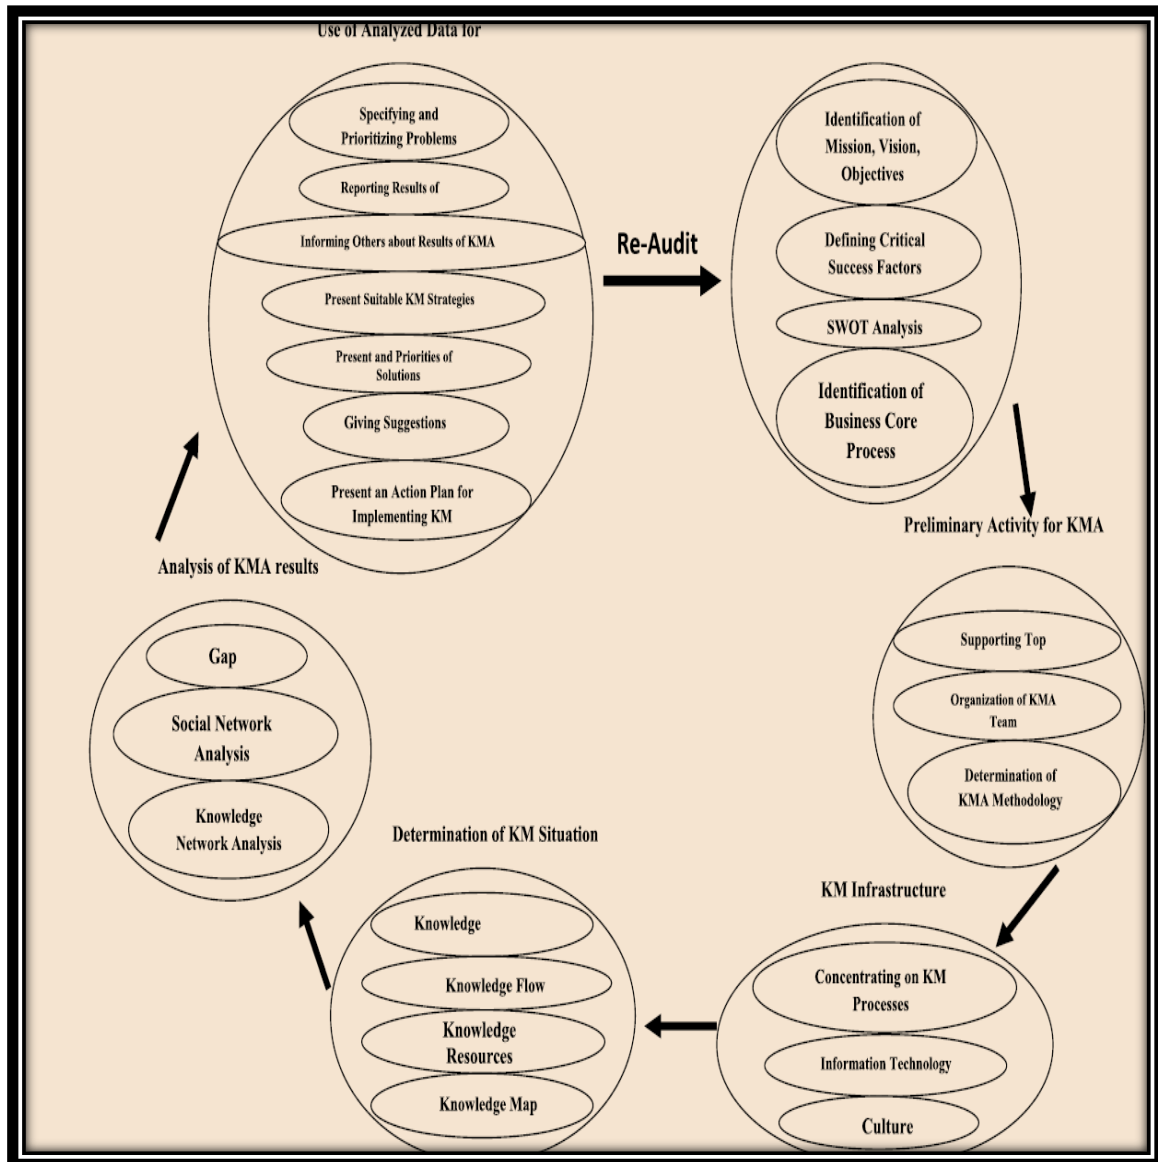 Use of Analyzed Data for
Specifying and
Prioritizing Problems
Reporting Results of
Informing Others about Results of KMA
Present Suitable KM Strategies
Present and Priorities of
Solutions
Giving Suggestions
Present an Action Plan for
Implementing KM
Re-Audit
Identification of
Mission, Vision,
Objectives
Defining Critical
Success Factors
SWOT Analysis
Identification of
Business Core
Process
Preliminary Activity for KMA
Supporting Top
Organization of KMA
Team
Determination of
KMA Methodology
KM Infrastructure
Concentrating on KM
Processes
Information Technology
Culture
Determination of KM Situation
Knowledge
Knowledge Flow
Knowledge
Resources
Knowledge Map
Analysis of KMA results
Gap
Social Network
Analysis
Knowledge
Network Analysis